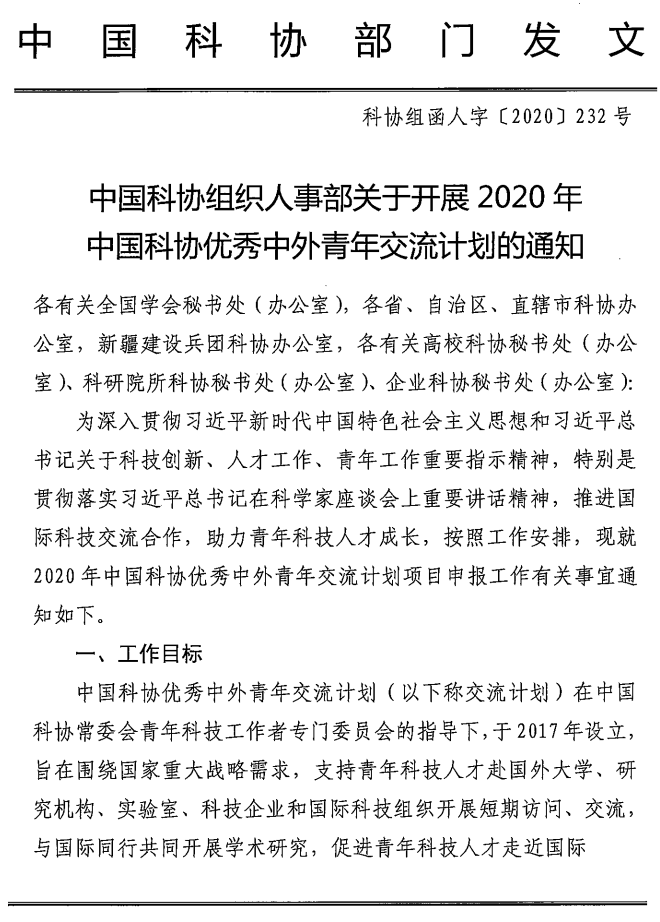 中国科协部门发文
科协组函人字〔2020〕232号
中国科协组织人事部关于开展2020年
中国科协优秀中外青年交流计划的通知
各有关全国学会秘书处（办公室），各省、自治区、直辖市科协办
公室，新疆建设兵团科协办公室，各有关高校科协秘书处（办公
室）、科研院所科协秘书处（办公室）、企业科协秘书处（办公室）：
为深入贯彻习近平新时代中国特色社会主义思想和习近平总
书记关于科技创新、人才工作、青年工作重要指示精神，特别是
贯彻落实习近平总书记在科学家座谈会上重要讲话精神，推进国
际科技交流合作，助力青年科技人才成长，按照工作安排，现就
2020年中国科协优秀中外青年交流计划项目申报工作有关事宜通
知如下。
一、工作目标
中国科协优秀中外青年交流计划（以下称交流计划）在中国
科协常委会青年科技工作者专门委员会的指导下，于2017年设立，
旨在围绕国家重大战略需求，支持青年科技人才赴国外大学、研
究机构、实验室、科技企业和国际科技组织开展短期访问、交流，
与国际同行共同开展学术研究，促进青年科技人才走近国际